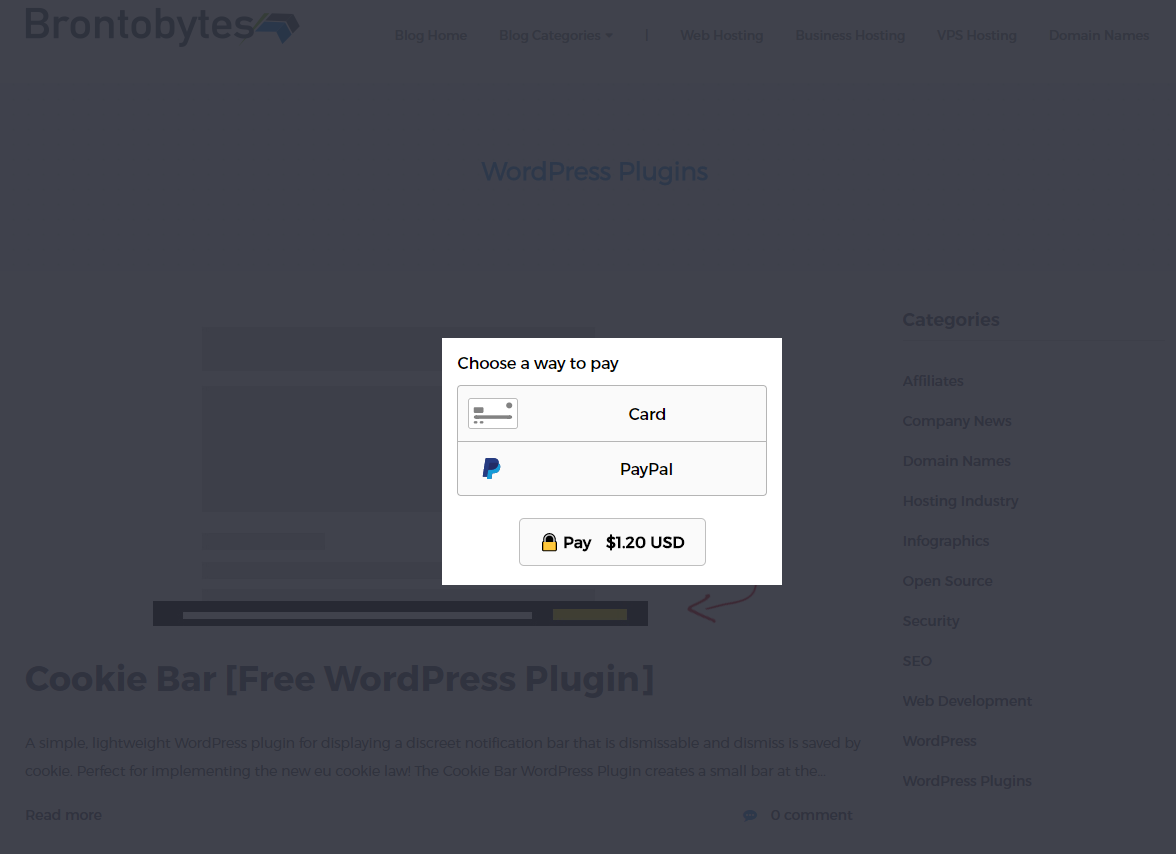 Brontobytes
Blog Home
Blog Categories
|
Web Hosting
Business Hosting
VPS Hosting
Domain Names
WordPress Plugins
Choose a way to pay
Card
PayPal
Pay $1.20 USD
Cookie Bar [Free WordPress Plugin]
A simple, lightweight WordPress plugin for displaying a discreet notification bar that is dismissable and dismiss is saved by
cookie. Perfect for implementing the new eu cookie law! The Cookie Bar WordPress Plugin creates a small bar at the...
Read more
0 comment
Categories
Affiliates
Company News
Domain Names
Hosting Industry
Infographics
Open Source
Security
SEO
Web Development
WordPress
WordPress Plugins